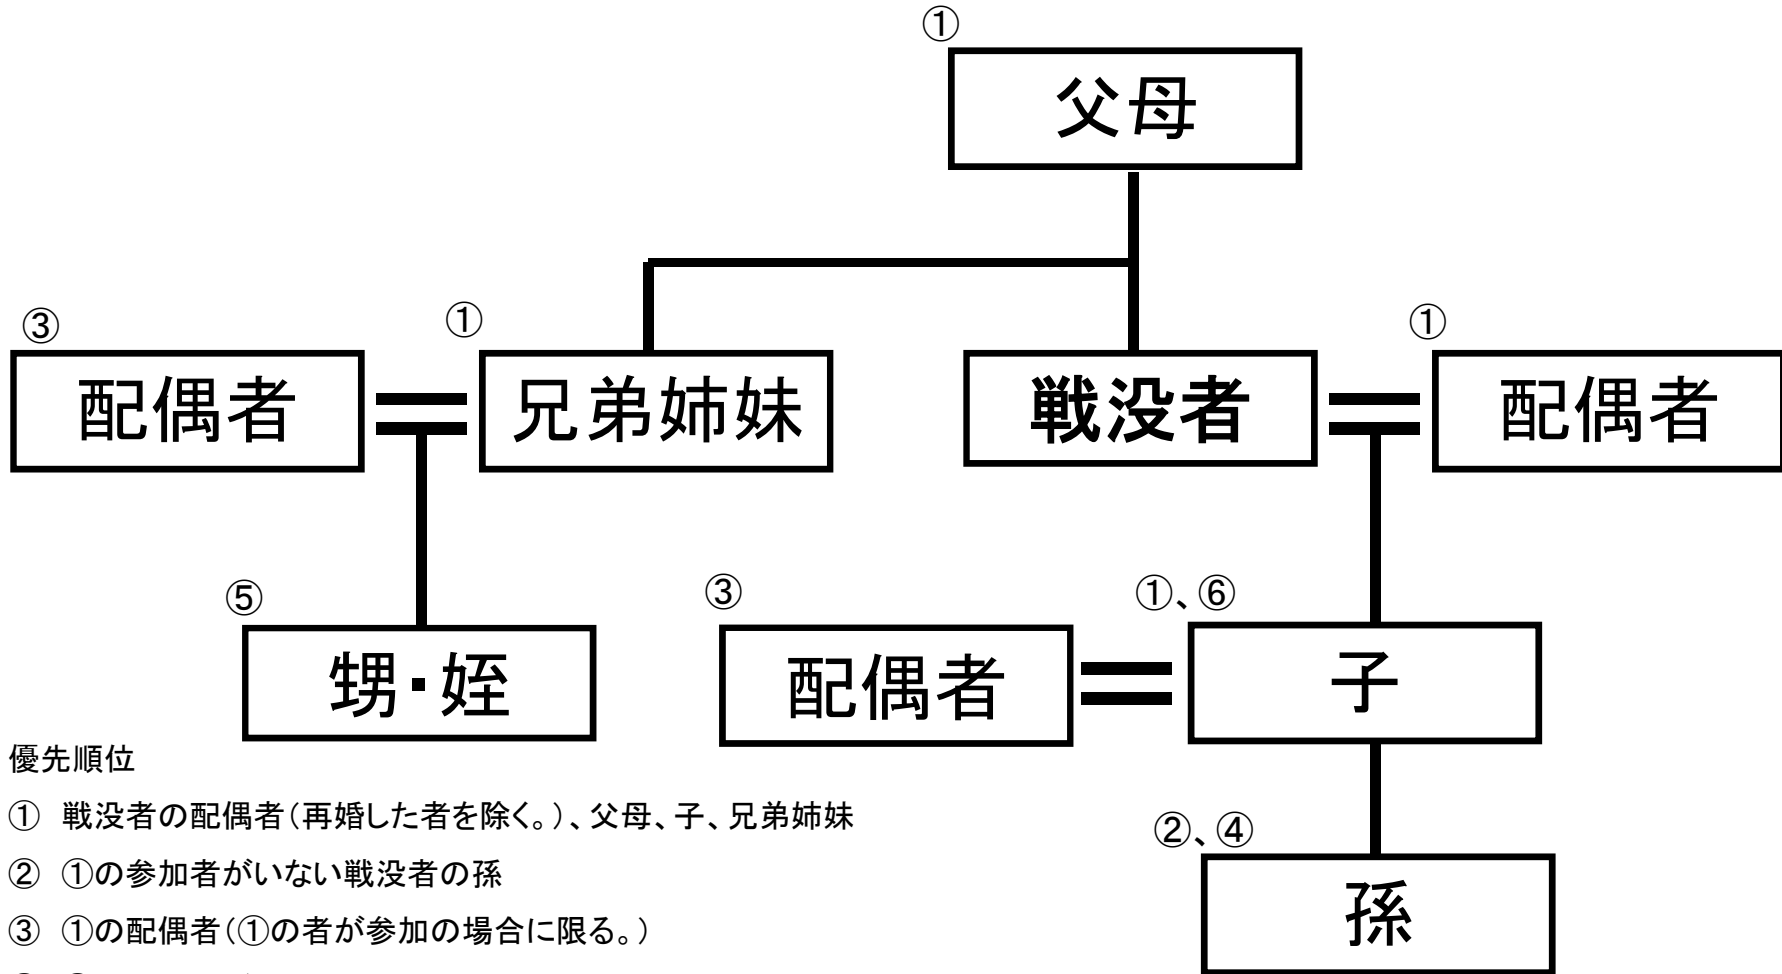 ①
父母
③
①
①
配偶者
兄弟姉妹
戦没者
配偶者
⑤
③
①、⑥
甥・姪
配偶者
子
優先順位
① 戦没者の配偶者(再婚した者を除く。)、父母、子、兄弟姉妹
②、④
② ①の参加者がいない戦没者の孫
孫
③ ①の配偶者(①の者が参加の場合に限る。)